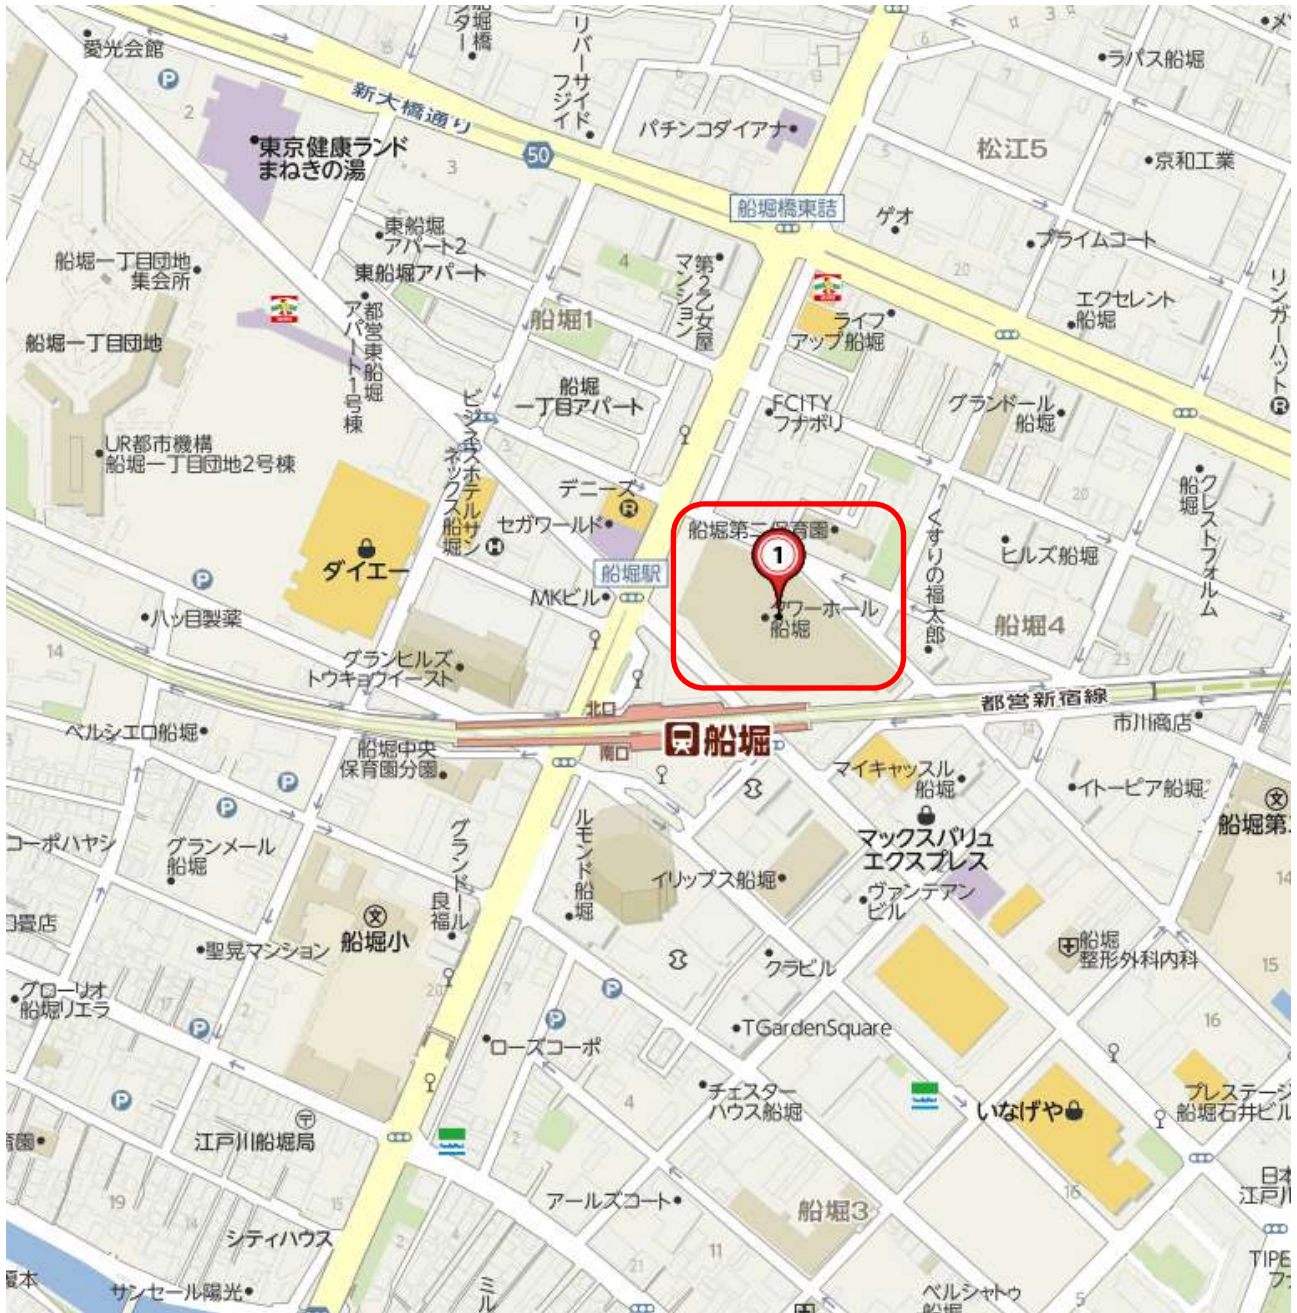 愛光会館
船堀橋
リバーサイド
フジイ
ラパス船堀
新大橋通り
50
パチンコダイアナ
松江5
京和工業
東京健康ランド
まねきの湯
船堀橋東詰
ゲオ
東船堀
アパート2
東船堀アパート
プライムコート
船堀一丁目団地
集会所
第2乙女屋
マンション
リンガーハット
エクセレント
船堀
都営東船堀
アパート1号棟
船堀1
ライフ
アップ船堀
船堀一丁目団地
船堀
一丁目アパート
FCITY
フナボリ
グランドール
船堀
UR都市機構
船堀一丁目団地2号棟
ビジネスホテルサン
ネックス船堀
デニーズ
セガワールド
船堀第二保育園
くすりの福太郎
ヒルズ船堀
クレストフォルム
船堀
1
ダイエー
船堀駅
MKビル
タワーホール
船堀
船堀4
八ッ目製薬
グランヒルズ
トウキョウイースト
都営新宿線
北口
船堀
南口
市川商店
ベルシエロ船堀
船堀中央
保育園分園
マイキャッスル
船堀
イトーピア船堀
マックスバリュ
エクスプレス
船堀第二
コーポハヤシ
グランメール
船堀
グランドール
良福
ルモンド船堀
イリップス船堀
ヴァンテアン
ビル
船堀小
聖晃マンション
クラビル
船堀
整形外科内科
グローリオ
船堀リエラ
ローズコーポ
TGardenSquare
チェスター
ハウス船堀
いなげや
プレステージ
船堀石井ビル
江戸川船堀局
アールズコート
船堀3
シティハウス
サンセール陽光
ベルシャトゥ
船堀